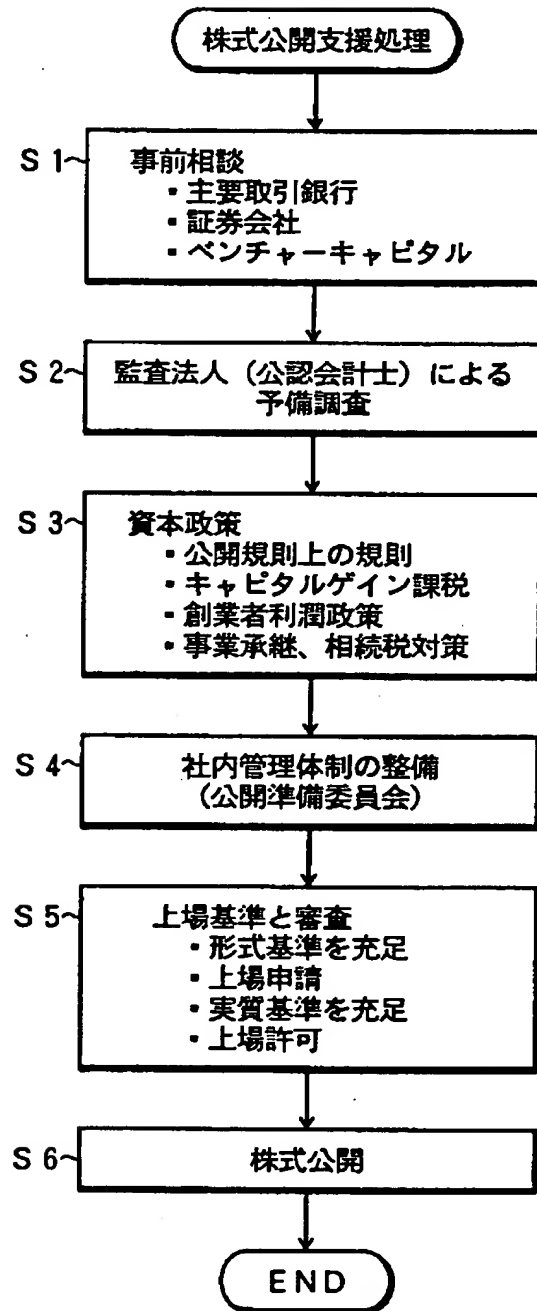 株式公開支援処理
S1~ 事前相談
・主要取引銀行
・証券会社
・ベンチャーキャピタル
S2~ 監査法人（公認会計士）による
予備調査
S3~ 資本政策
・公開規則上の規則
・キャピタルゲイン課税
・創業者利潤政策
・事業承継、相続税対策
S4~ 社内管理体制の整備
（公開準備委員会）
S5~ 上場基準と審査
・形式基準を充足
・上場申請
・実質基準を充足
・上場許可
S6~ 株式公開
END